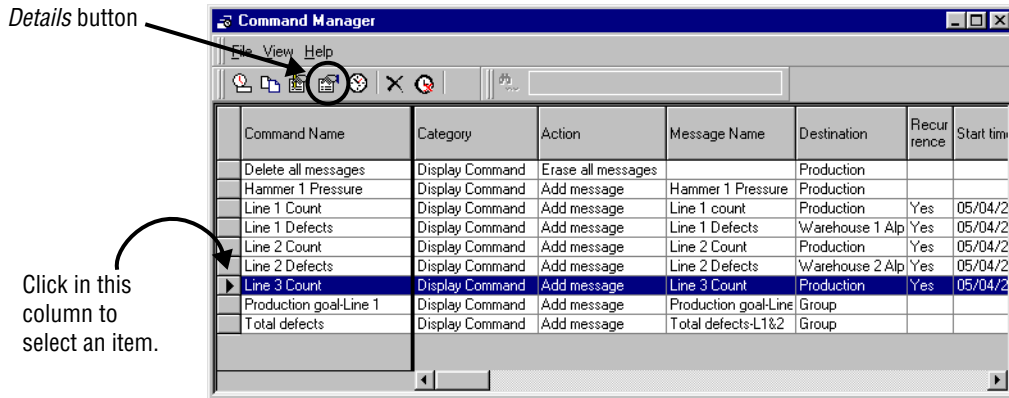 Details button
Command Manager
File View Help
Command Name Category Action Message Name Destination Recur rence Start tim
Delete all messages Display Command Erase all messages Production
Hammer 1 Pressure Display Command Add message Hammer 1 Pressure Production
Line 1 Count Display Command Add message Line 1 count Production Yes 05/04/2
Line 1 Defects Display Command Add message Line 1 Defects Warehouse 1 Alp Yes 05/04/2
Line 2 Count Display Command Add message Line 2 Count Production Yes 05/04/2
Line 2 Defects Display Command Add message Line 2 Defects Warehouse 2 Alp Yes 05/04/2
Line 3 Count Display Command Add message Line 3 Count Production Yes 05/04/2
Production goal-Line 1 Display Command Add message Production goal-Line Group
Total defects Display Command Add message Total defects-L1&2 Group
Click in this
column to
select an item.